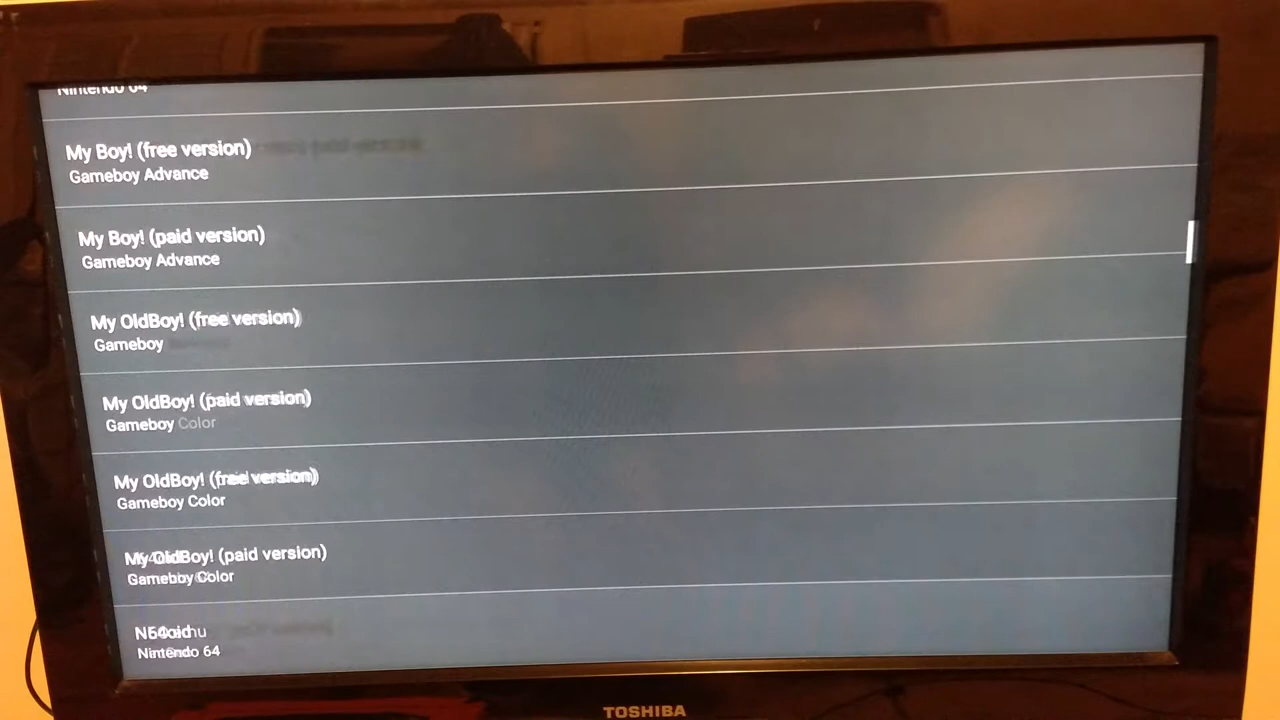 Nintendo 64
My Boy! (free version)
Gameboy Advance
My Boy! (paid version)
Gameboy Advance
My OldBoy! (free version)
Gameboy
My OldBoy! (paid version)
Gameboy Color
My OldBoy! (free version)
Gameboy Color
My OldBoy! (paid version)
Gameboy Color
Nintendo 64
TOSHIBA